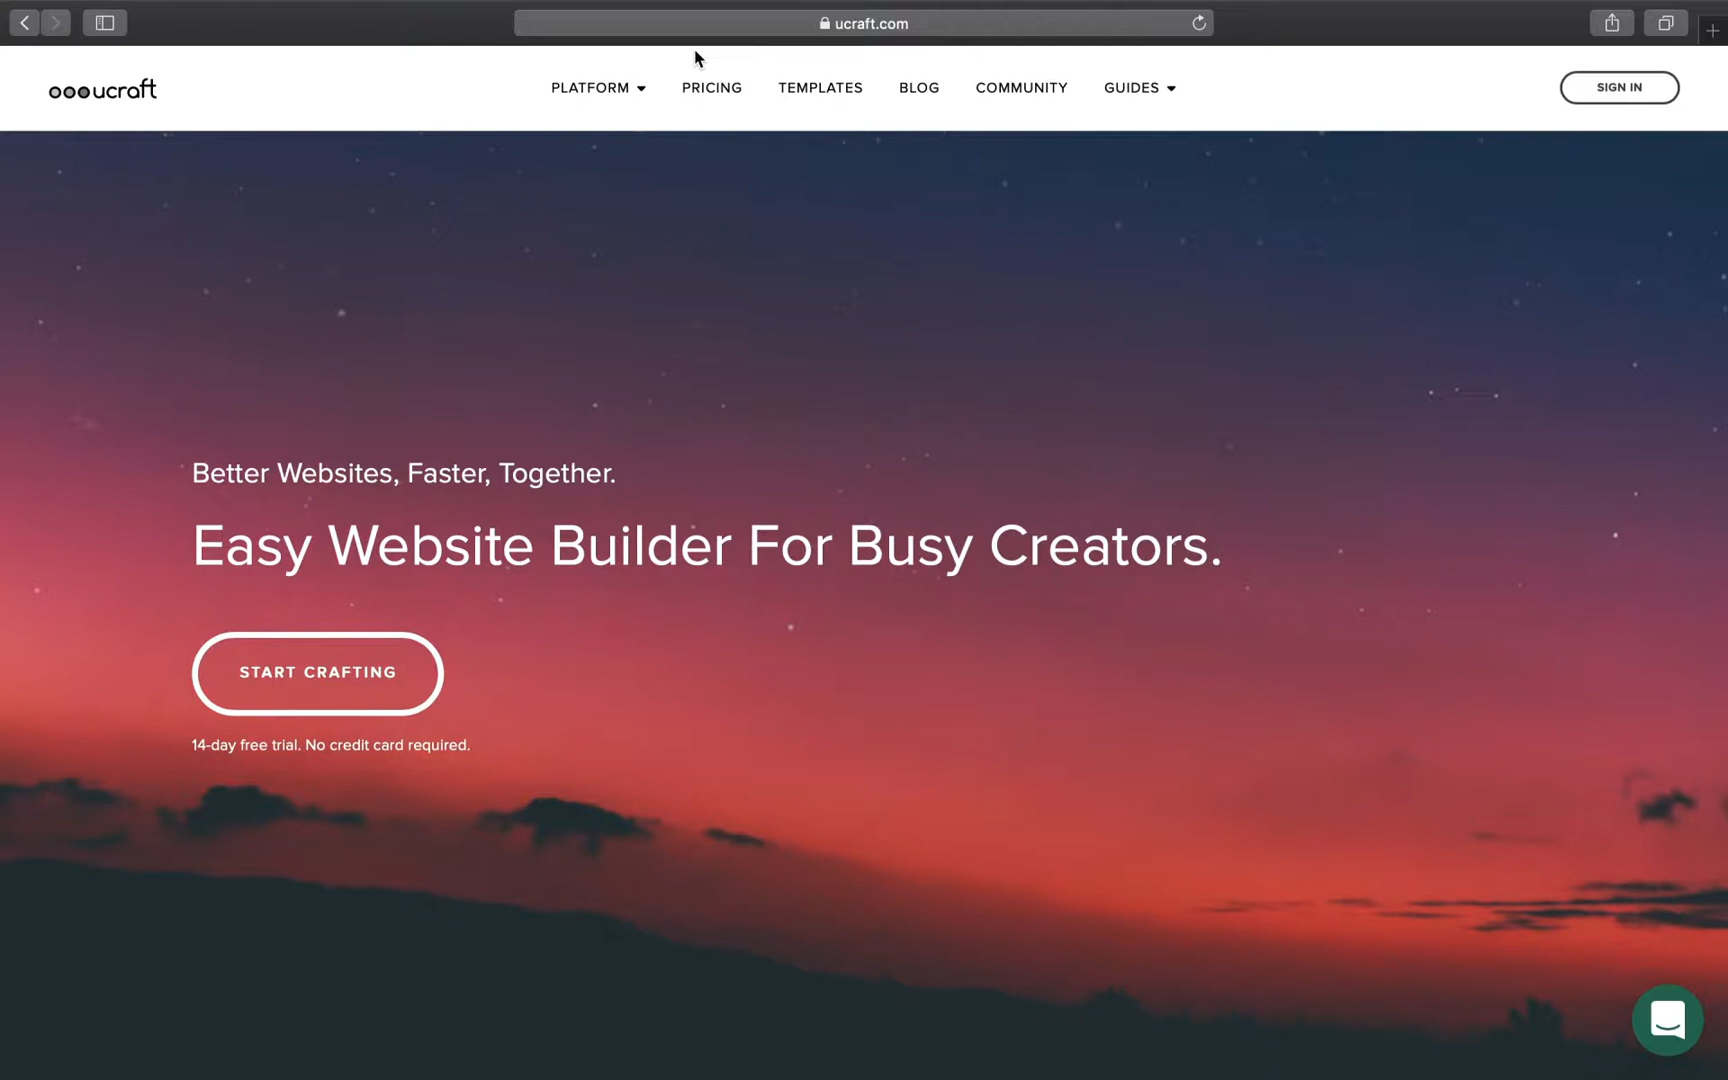 ucraft.com
ucraft
PLATFORM PRICING TEMPLATES BLOG COMMUNITY GUIDES SIGN IN
Better Websites, Faster, Together.
Easy Website Builder For Busy Creators.
START CRAFTING
14-day free trial. No credit card required.